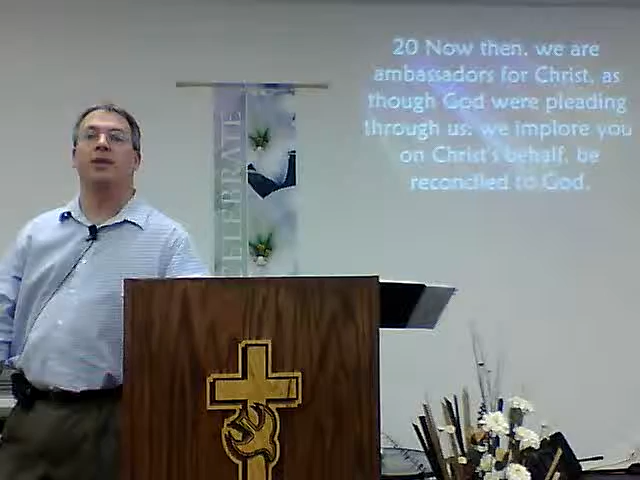 20 Now then, we are
ambassadors for Christ, as
though God were pleading
through us: we implore you
on Christ's behalf, be
reconciled to God.
CELEBRATE